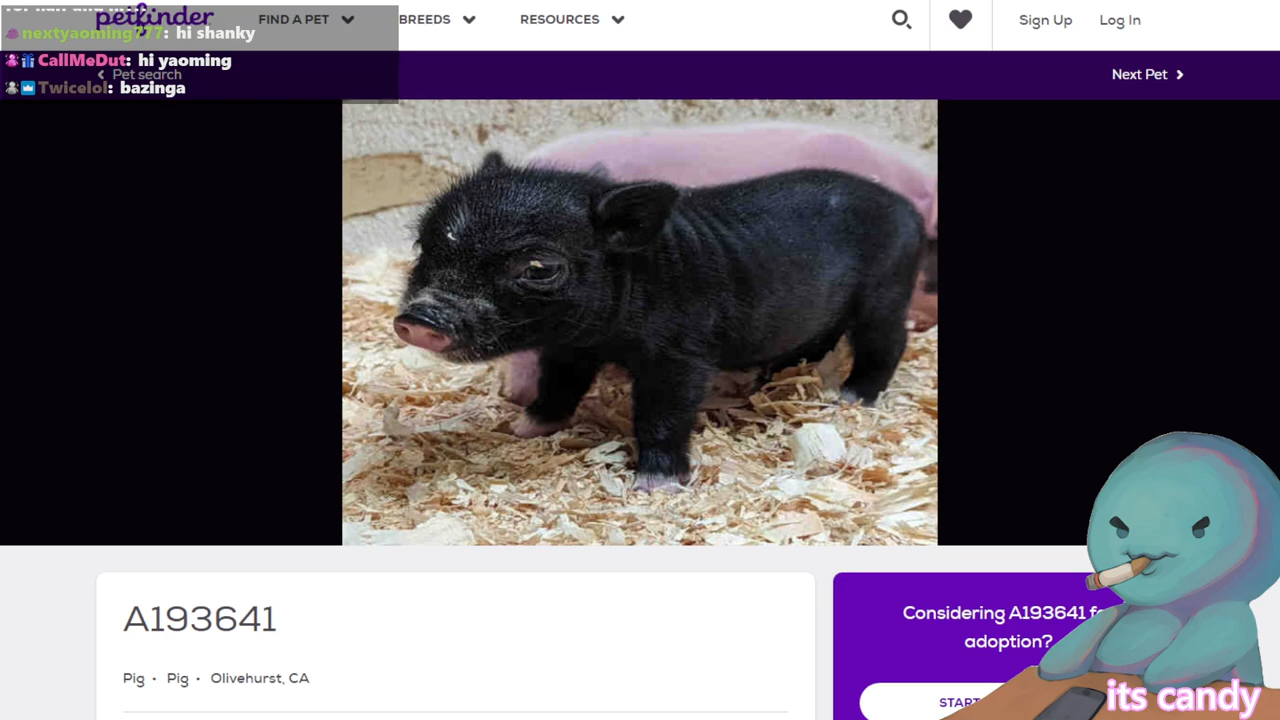 petfinder
FIND A PET
BREEDS
RESOURCES
Sign Up
Log In
nextyaoming777: hi shanky
CallMeDut: hi yaoming
Pet search
Twicelol: bazinga
Next Pet
A193641
Pig • Pig • Olivehurst, CA
Considering A193641 fo
adoption?
START
its candy